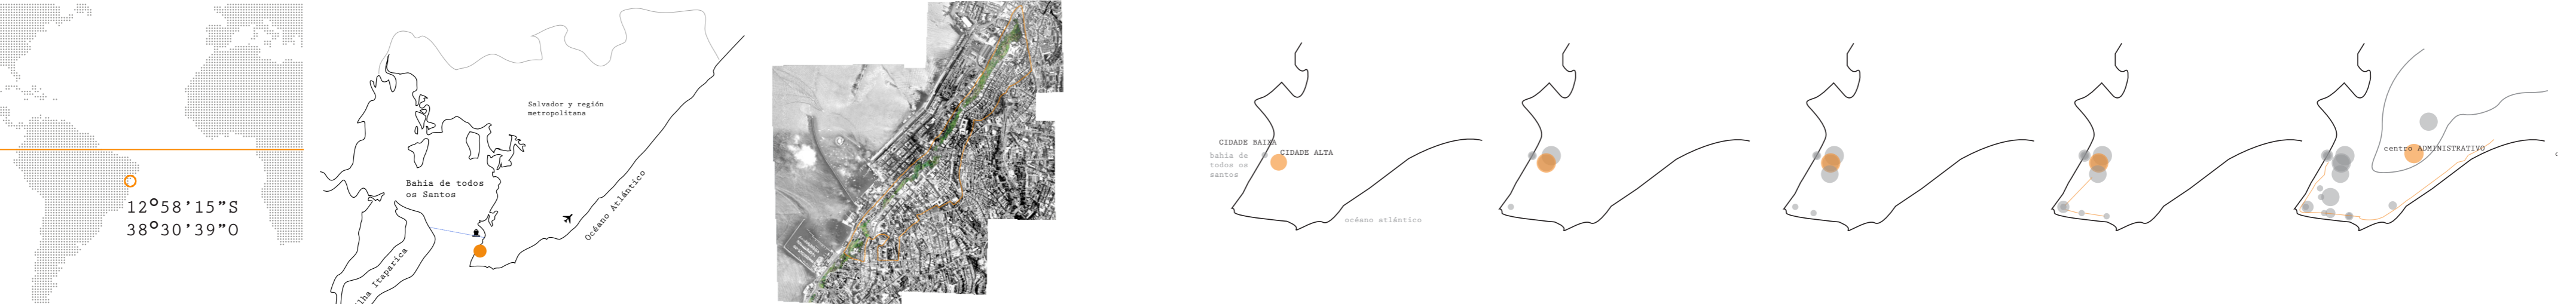 12°58'15"S
38°30'39"O
Salvador y región
metropolitana
Bahia de todos
os Santos
Océano Atlántico
lha Itaparica
CIDADE BAIXA
CIDADE ALTA
bahia de
todos os
santos
océano atlántico
centro ADMINISTRATIVO